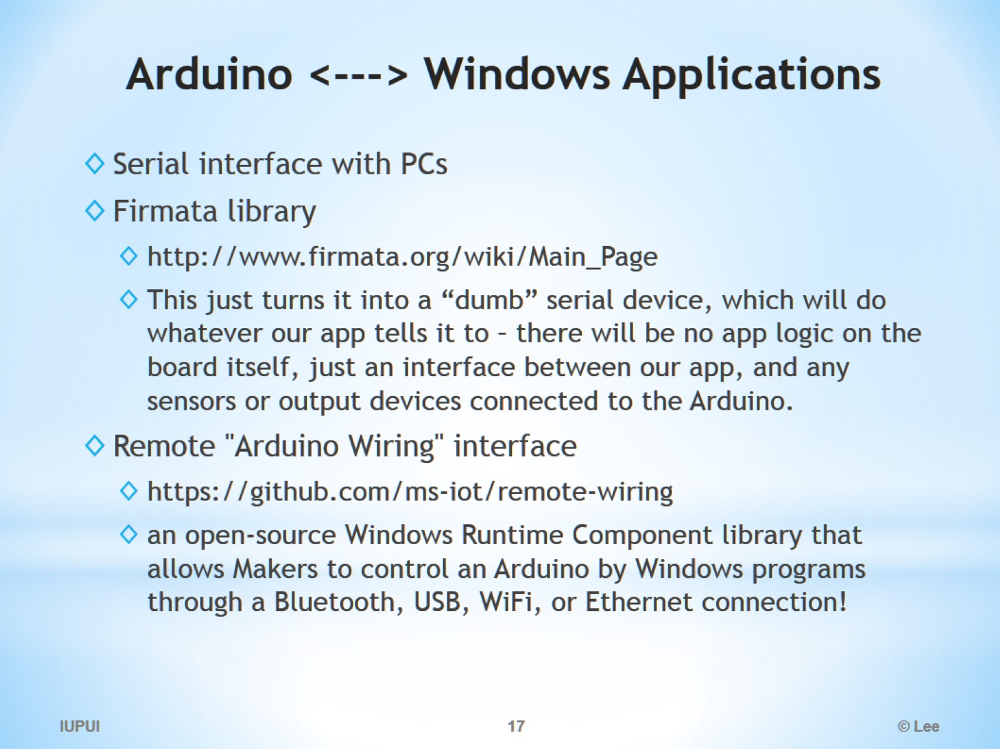 Arduino <---> Windows Applications
◇ Serial interface with PCs
◇ Firmata library
◇ http://www.firmata.org/wiki/Main_Page
◇ This just turns it into a “dumb” serial device, which will do
whatever our app tells it to – there will be no app logic on the
board itself, just an interface between our app, and any
sensors or output devices connected to the Arduino.
◇ Remote "Arduino Wiring" interface
◇ https://github.com/ms-iot/remote-wiring
◇ an open-source Windows Runtime Component library that
allows Makers to control an Arduino by Windows programs
through a Bluetooth, USB, WiFi, or Ethernet connection!
IUPUI 17 © Lee